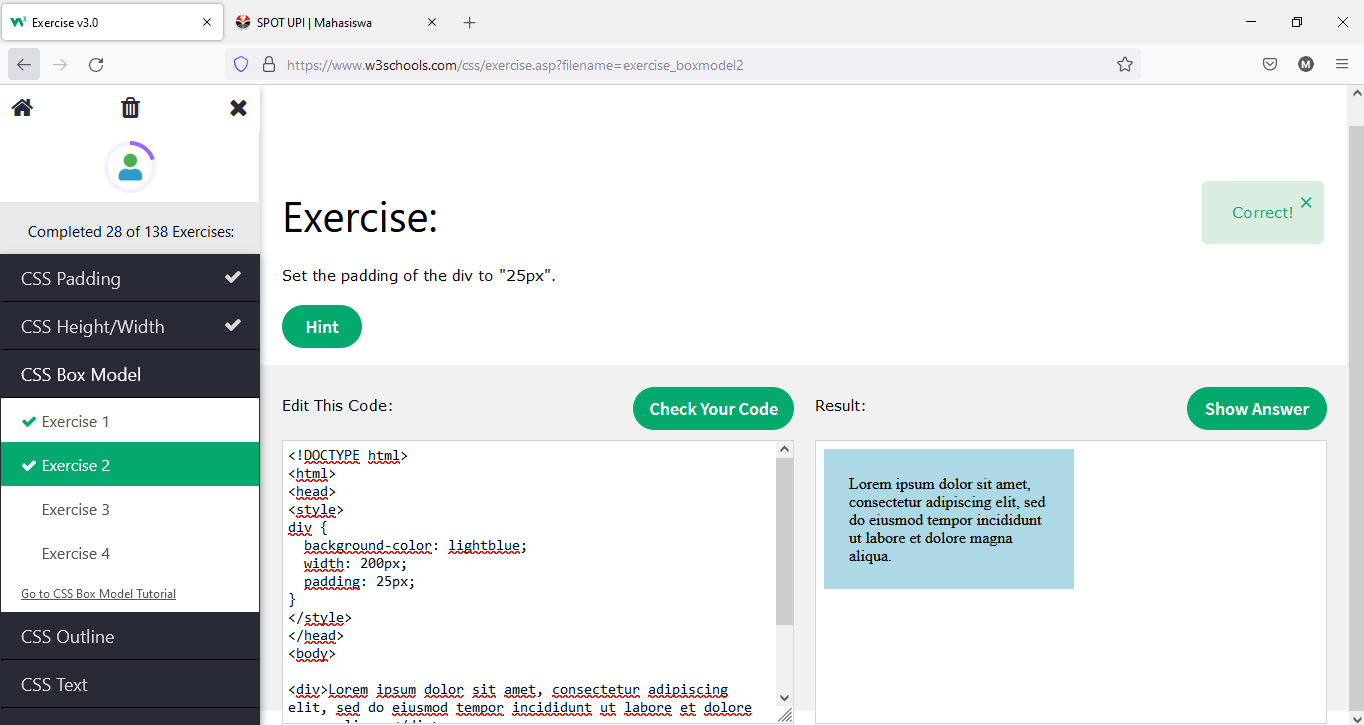 Exercise v3.0
SPOT UPI | Mahasiswa
https://www.w3schools.com/css/exercise.asp?filename=exercise_boxmodel2
M
Completed 28 of 138 Exercises:
CSS Padding
CSS Height/Width
CSS Box Model
Exercise 1
Exercise 2
Exercise 3
Exercise 4
Go to CSS Box Model Tutorial
CSS Outline
CSS Text
Exercise:
Correct!
Set the padding of the div to "25px".
Hint
Edit This Code:
Check Your Code
<!DOCTYPE html>
<html>
<head>
<style>
div {
  background-color: lightblue;
  width: 200px;
  padding: 25px;
}
</style>
</head>
<body>
<div>Lorem ipsum dolor sit amet, consectetur adipiscing
elit, sed do eiusmod tempor incididunt ut labore et dolore
Result:
Show Answer
Lorem ipsum dolor sit amet,
consectetur adipiscing elit, sed
do eiusmod tempor incididunt
ut labore et dolore magna
aliqua.